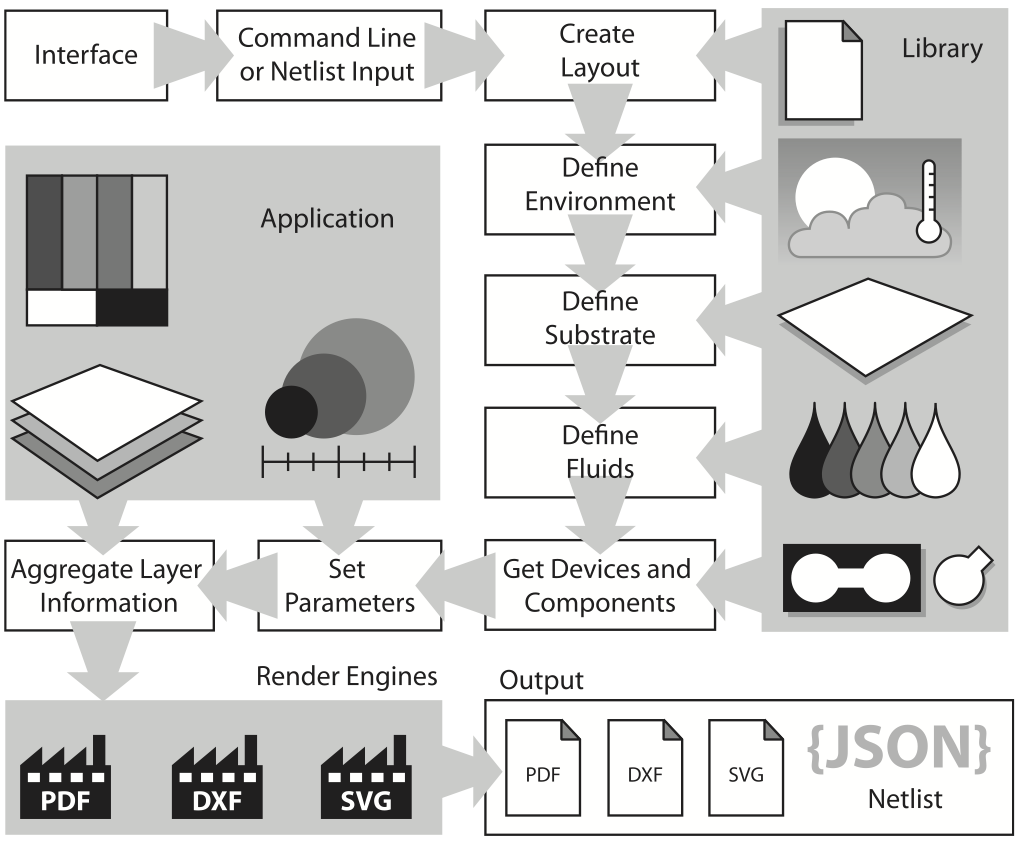 Interface
Command Line
or Netlist Input
Create
Layout
Library
Define
Environment
Application
Define
Substrate
Define
Fluids
Aggregate Layer
Information
Set
Parameters
Get Devices and
Components
Render Engines
Output
PDF
DXF
SVG
PDF
DXF
SVG
{JSON}
Netlist